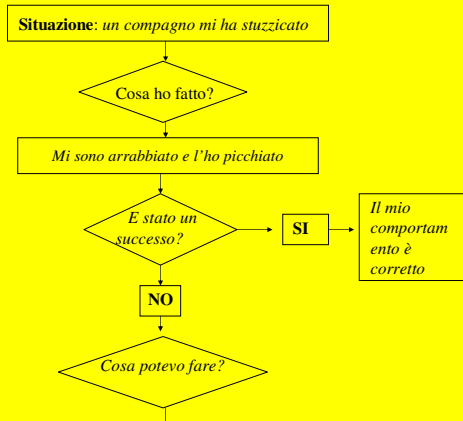 Situazione: un compagno mi ha stuzzicato
Cosa ho fatto?
Mi sono arrabbiato e l'ho picchiato
E stato un
successo?
SI
Il mio
comportam
ento è
corretto
NO
Cosa potevo fare?